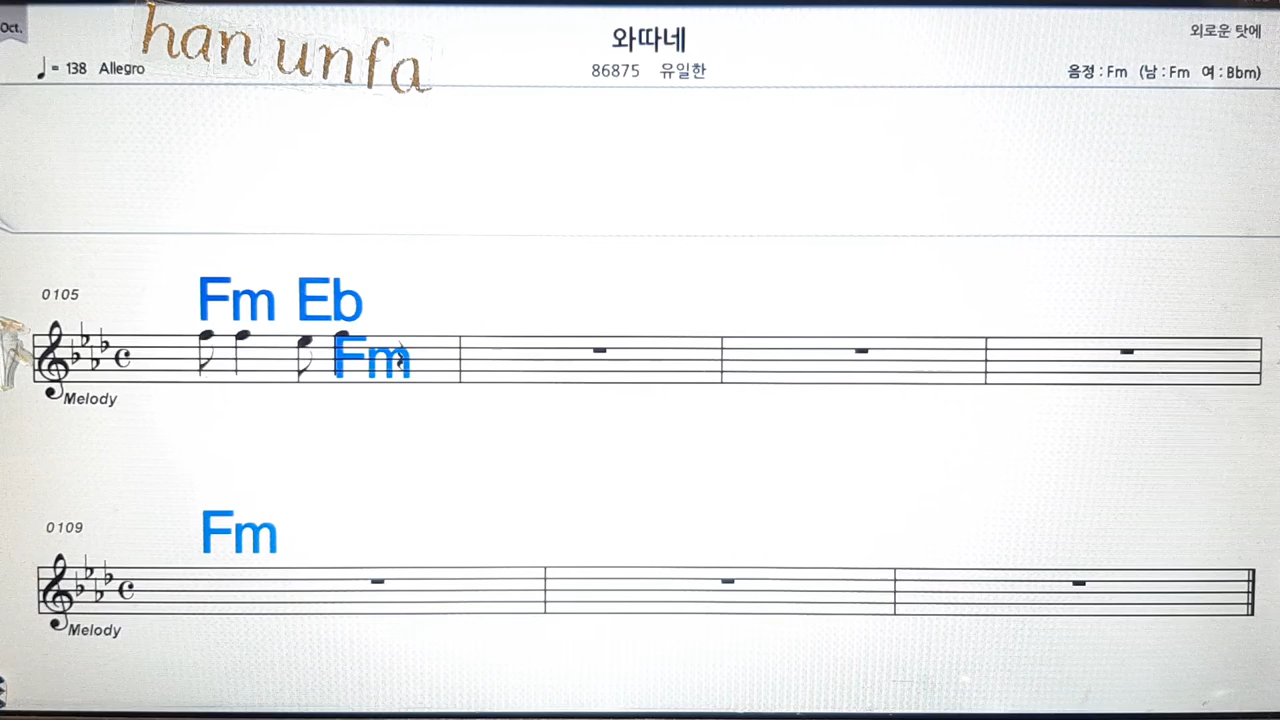 Oct.
han unfa
와따네
외로운 탓에
♩ = 138 Allegro
86875 유일한
음정 : Fm (남 : Fm 여 : Bbm)
0105
Fm Eb
Fm
Melody
0109
Fm
Melody